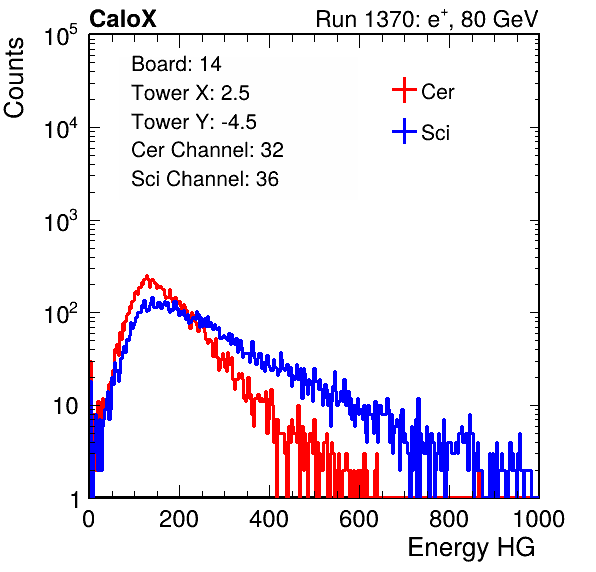 CaloX Run 1370: e⁺, 80 GeV
Counts
Board: 14
Tower X: 2.5
Tower Y: -4.5
Cer Channel: 32
Sci Channel: 36
Cer
Sci
10⁵
10⁴
10³
10²
10
1
0 200 400 600 800 1000
Energy HG